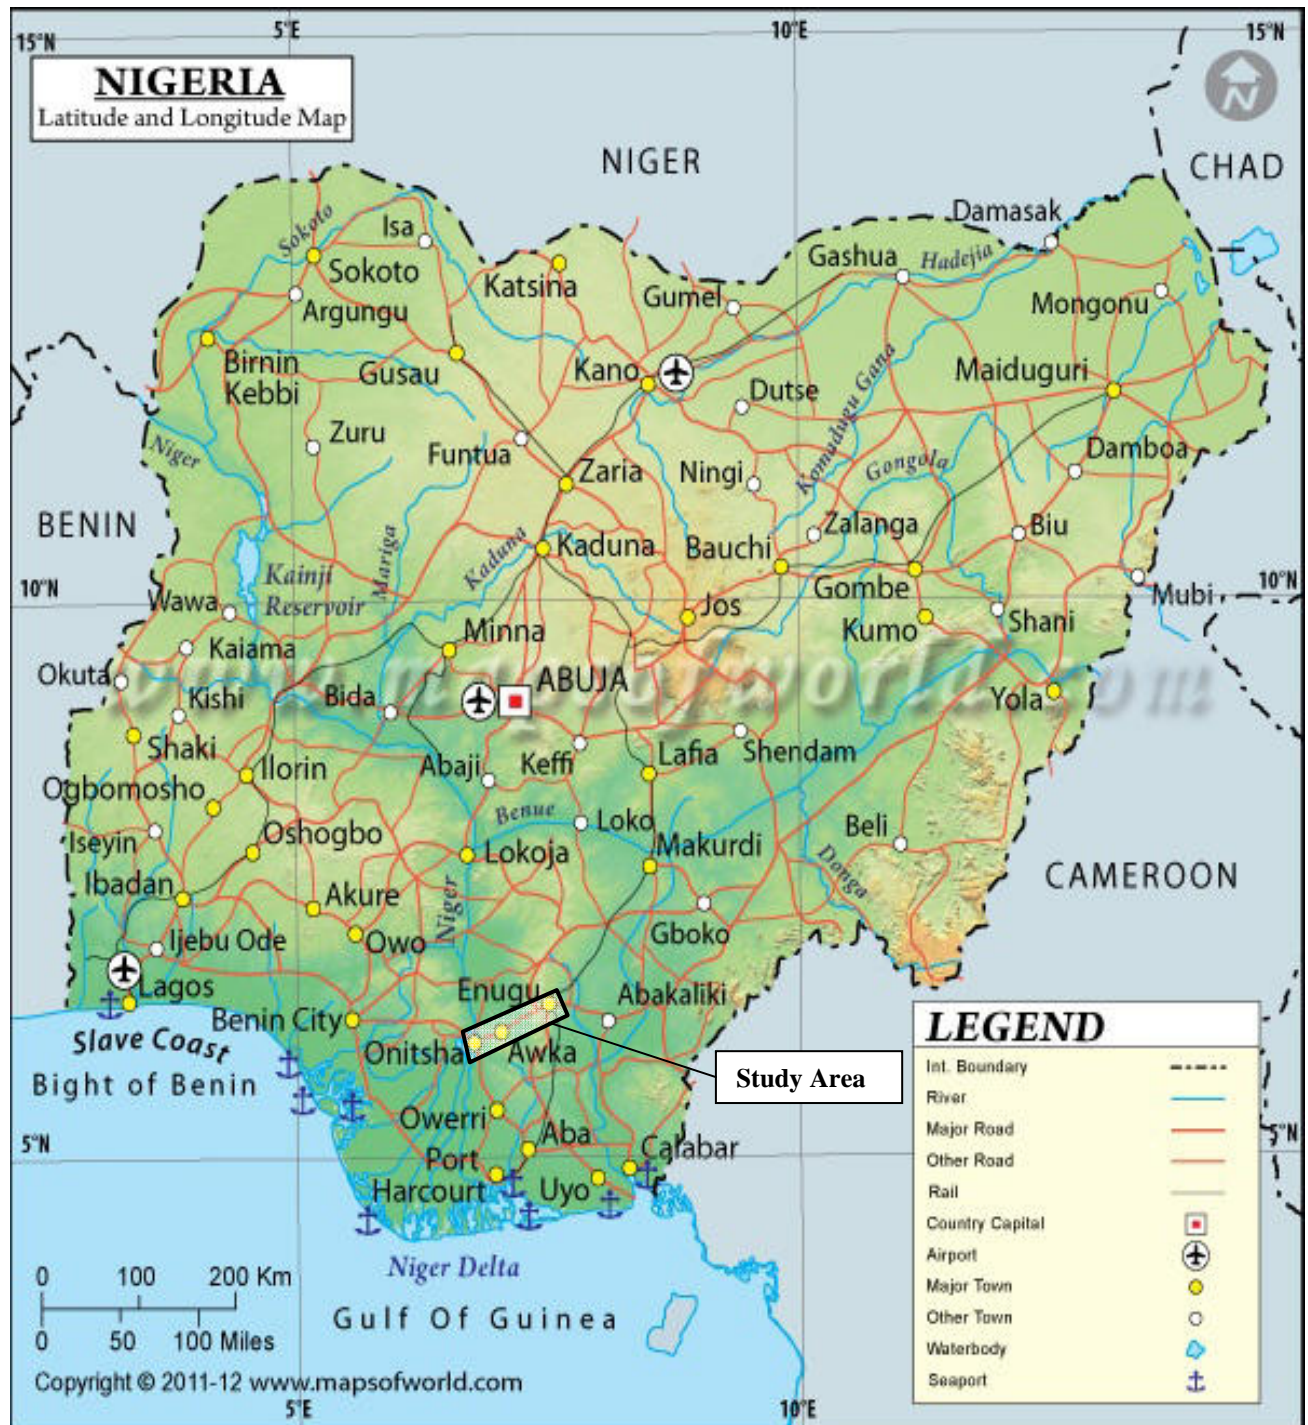 5°E
10°E
15°N
15°N
NIGERIA
Latitude and Longitude Map
N
NIGER
CHAD
Damasak
Isa
Sokoto
Sokoto
Gashua
Hadejia
Katsina
Gumel
Mongonu
Argungu
Birnin
Kebbi
Gusau
Kano
Dutse
Maiduguri
Komadugu Gana
Zuru
Niger
Funtua
Zaria
Ningi
Gongola
Damboa
BENIN
Mariga
Kaduna
Kaduna
Bauchi
Zalanga
Biu
Kainji
Reservoir
10°N
10°N
Wawa
Gombe
Mubi
Jos
Kumo
Shani
Minna
Kaiama
www.mapsofworld.com
Okuta
Kishi
Bida
ABUJA
Yola
Shaki
Ilorin
Abaji
Keffi
Lafia
Shendam
Ogbomosho
Benue
Loko
Iseyin
Oshogbo
Lokoja
Makurdi
Beli
Donga
Ibadan
Akure
Niger
CAMEROON
Ijebu Ode
Owo
Gboko
Lagos
Enugu
Abakaliki
Benin City
Slave Coast
Onitsha
Awka
Bight of Benin
Study Area
Owerri
Aba
5°N
5°N
Port
Harcourt
Calabar
Uyo
Niger Delta
Gulf Of Guinea
0 100 200 Km
0 50 100 Miles
Copyright © 2011-12 www.mapsofworld.com
5°E
10°E
LEGEND
Int. Boundary
River
Major Road
Other Road
Rail
Country Capital
Airport
Major Town
Other Town
Waterbody
Seaport